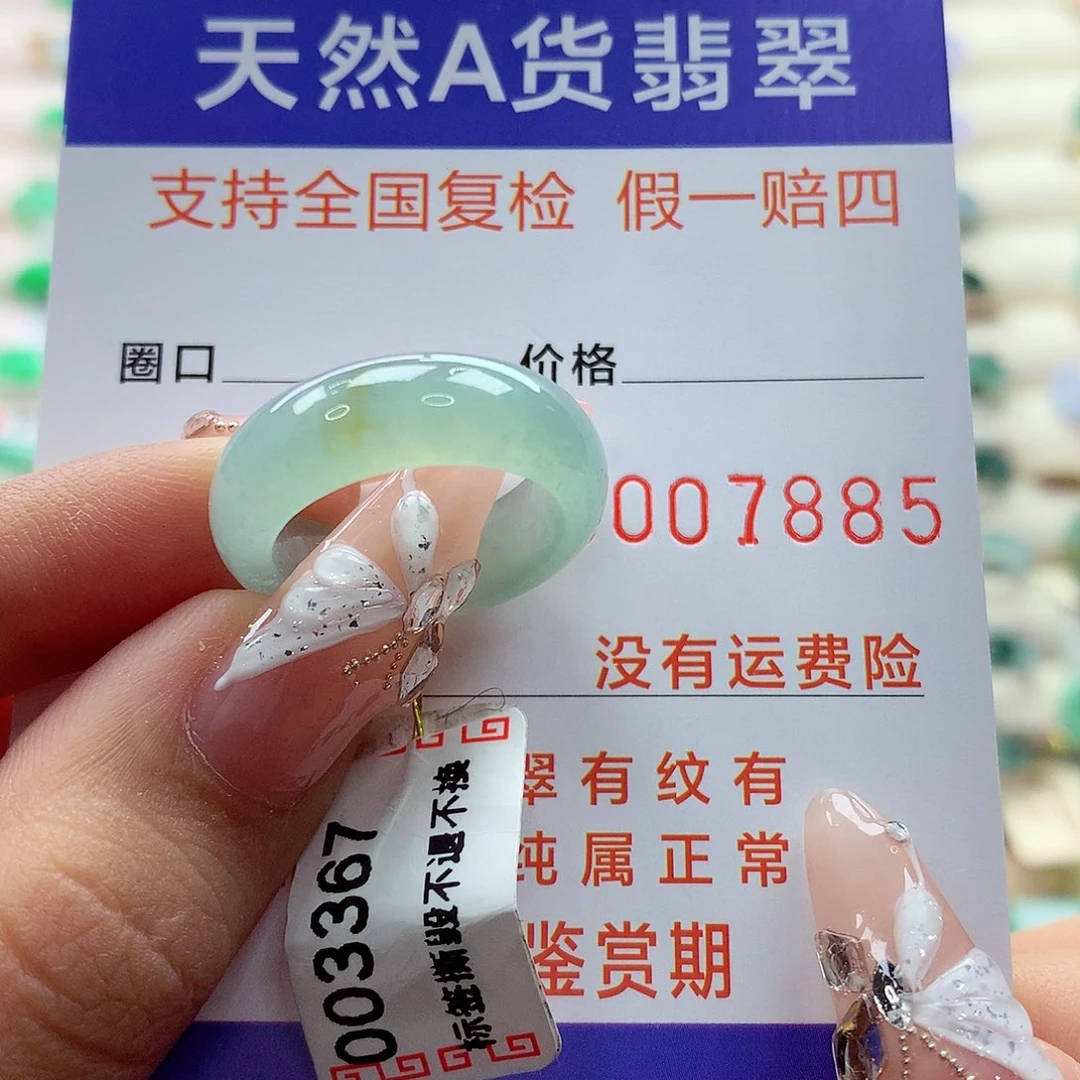 天然A货翡翠
支持全国复检 假一赔四
圈口 价格
007885
没有运费险
翠有纹有
纯属正常
鉴赏期
003367
标签撕毁不退不换